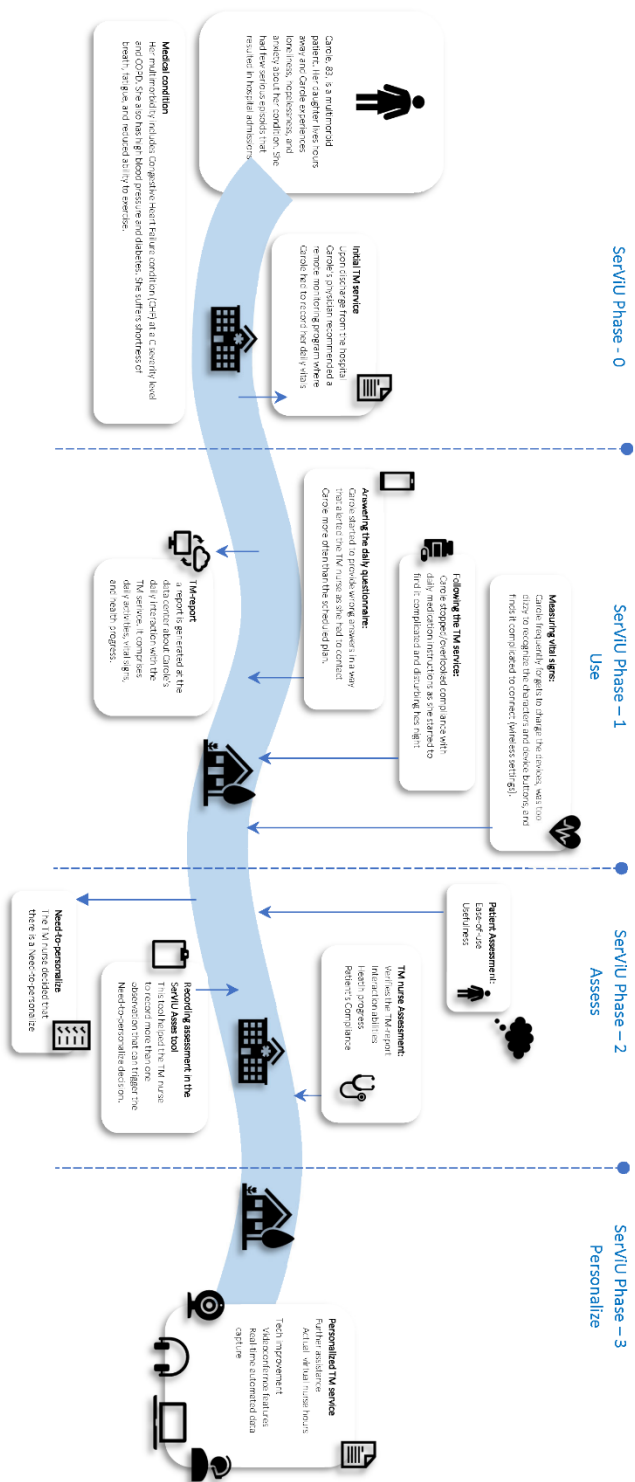 SerViU Phase - 0
Carole, 83, is a multimorbid
patient. Her daughter lives hours
away and Carole experiences
loneliness, hopelessness, and
anxiety about her condition. She
had few serious episoids that
resulted in hospital admissions
Medical condition
Her multimorbidity includes Congestive Heart Failure condition (CHF) at a C severity level
and COPD. She also has high blood pressure and diabetes. She suffers shortness of
breath, fatigue, and reduced ability to exercise.
Initial TM service
Upon discharge from the hospital
Carole's physician recommended a
remote monitoring program where
Carole had to record her daily vitals
SerViU Phase – 1
Use
Measuring vital signs:
Carole frequently forgets to charge the devices, was too
dizzy to recognize the characters and device buttons, and
finds it complicated to connect (wireless settings).
Following the TM service:
Carole stopped/overlooked compliance with
daily medication instructions as she started to
find it complicated and disturbing hes night
Answering the daily questionnaire:
Carole started to provide wrong answers in a way
that alerted the TM nurse as she had to contact
Carole more often than the scheduled plan.
TM-report
a report is generated at the
data center about Carole's
daily interaction with the
TM service. It comprises
daily activities, vital signs,
and health progress.
SerViU Phase – 2
Assess
Patient Assessment:
Ease-of-use
Usefulness
TM nurse Assessment:
Verifies the TM-report
Interaction abilities
Health progress
Patient's Compliance
Recording assessment in the
SerViU Asses tool
This tool helped the TM nurse
to record more than one
observation that can trigger the
Need-to-personalize decision.
Need-to-personalize
The TM nurse decided that
there is a Need-to-personalize
SerViU Phase – 3
Personalize
Personalized TM service
Further assistance
Actual virtual nurse hours
Tech improvement
Videoconference features
Real time automated data
capture